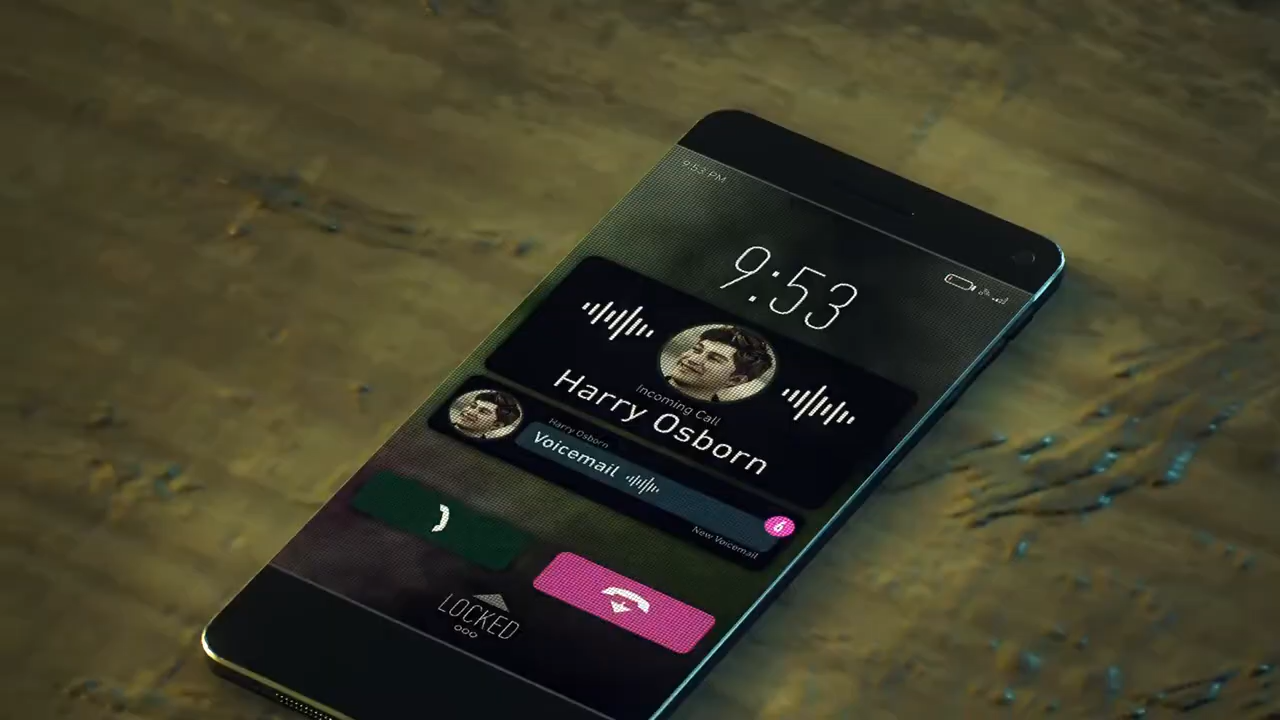 9:53 PM
9:53
Incoming Call
Harry Osborn
Harry Osborn
Voicemail
6
New Voicemail
LOCKED